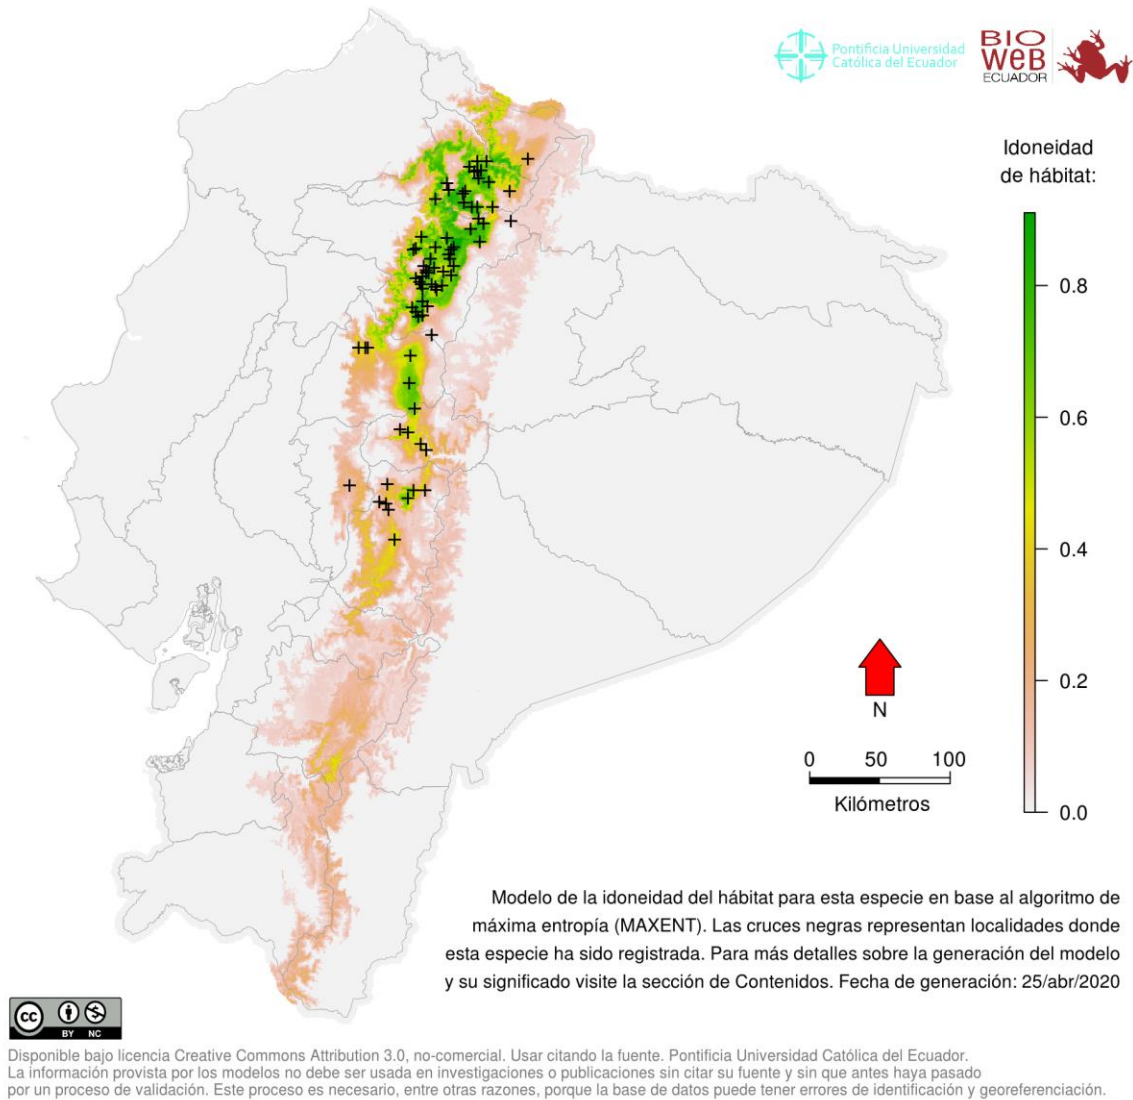 Pontificia Universidad
Católica del Ecuador
BIO
WEB
ECUADOR
Idoneidad
de hábitat:
0.8
0.6
0.4
0.2
0.0
N
0 50 100
Kilómetros
Modelo de la idoneidad del hábitat para esta especie en base al algoritmo de
máxima entropía (MAXENT). Las cruces negras representan localidades donde
esta especie ha sido registrada. Para más detalles sobre la generación del modelo
y su significado visite la sección de Contenidos. Fecha de generación: 25/abr/2020
cc
BY NC
Disponible bajo licencia Creative Commons Attribution 3.0, no-comercial. Usar citando la fuente. Pontificia Universidad Católica del Ecuador.
La información provista por los modelos no debe ser usada en investigaciones o publicaciones sin citar su fuente y sin que antes haya pasado
por un proceso de validación. Este proceso es necesario, entre otras razones, porque la base de datos puede tener errores de identificación y georeferenciación.